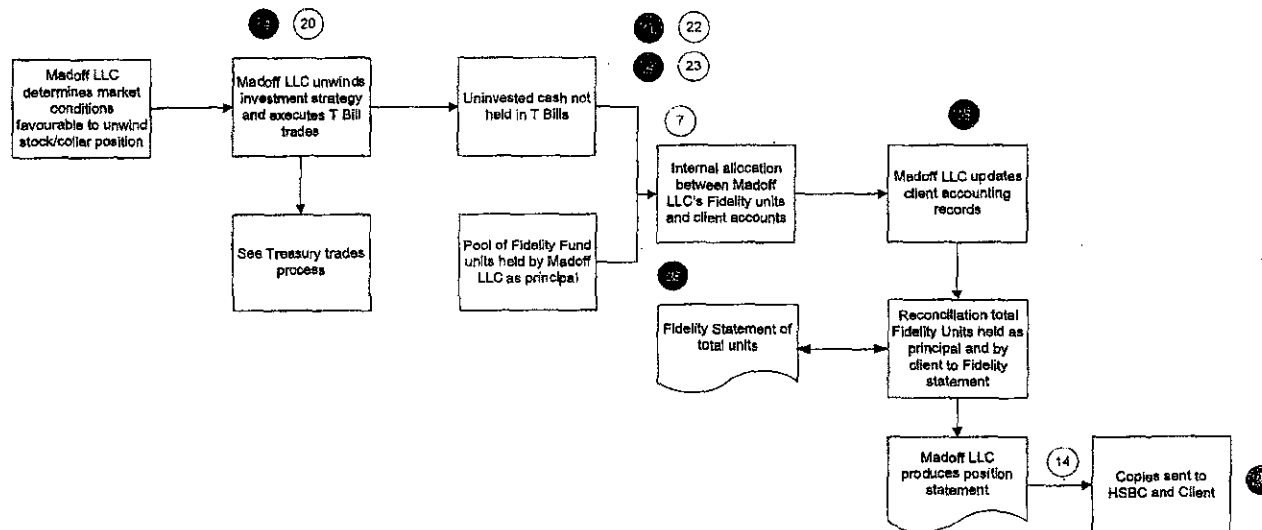 20
22
23
Madoff LLC
determines market
conditions
favourable to unwind
stock/collar position
Madoff LLC unwinds
investment strategy
and executes T Bill
trades
Uninvested cash not
held in T Bills
7
Internal allocation
between Madoff
LLC's Fidelity units
and client accounts
Madoff LLC updates
client accounting
records
See Treasury trades
process
Pool of Fidelity Fund
units held by Madoff
LLC as principal
Fidelity Statement of
total units
Reconciliation total
Fidelity Units held as
principal and by
client to Fidelity
statement
Madoff LLC
produces position
statement
14
Copies sent to
HSBC and Client